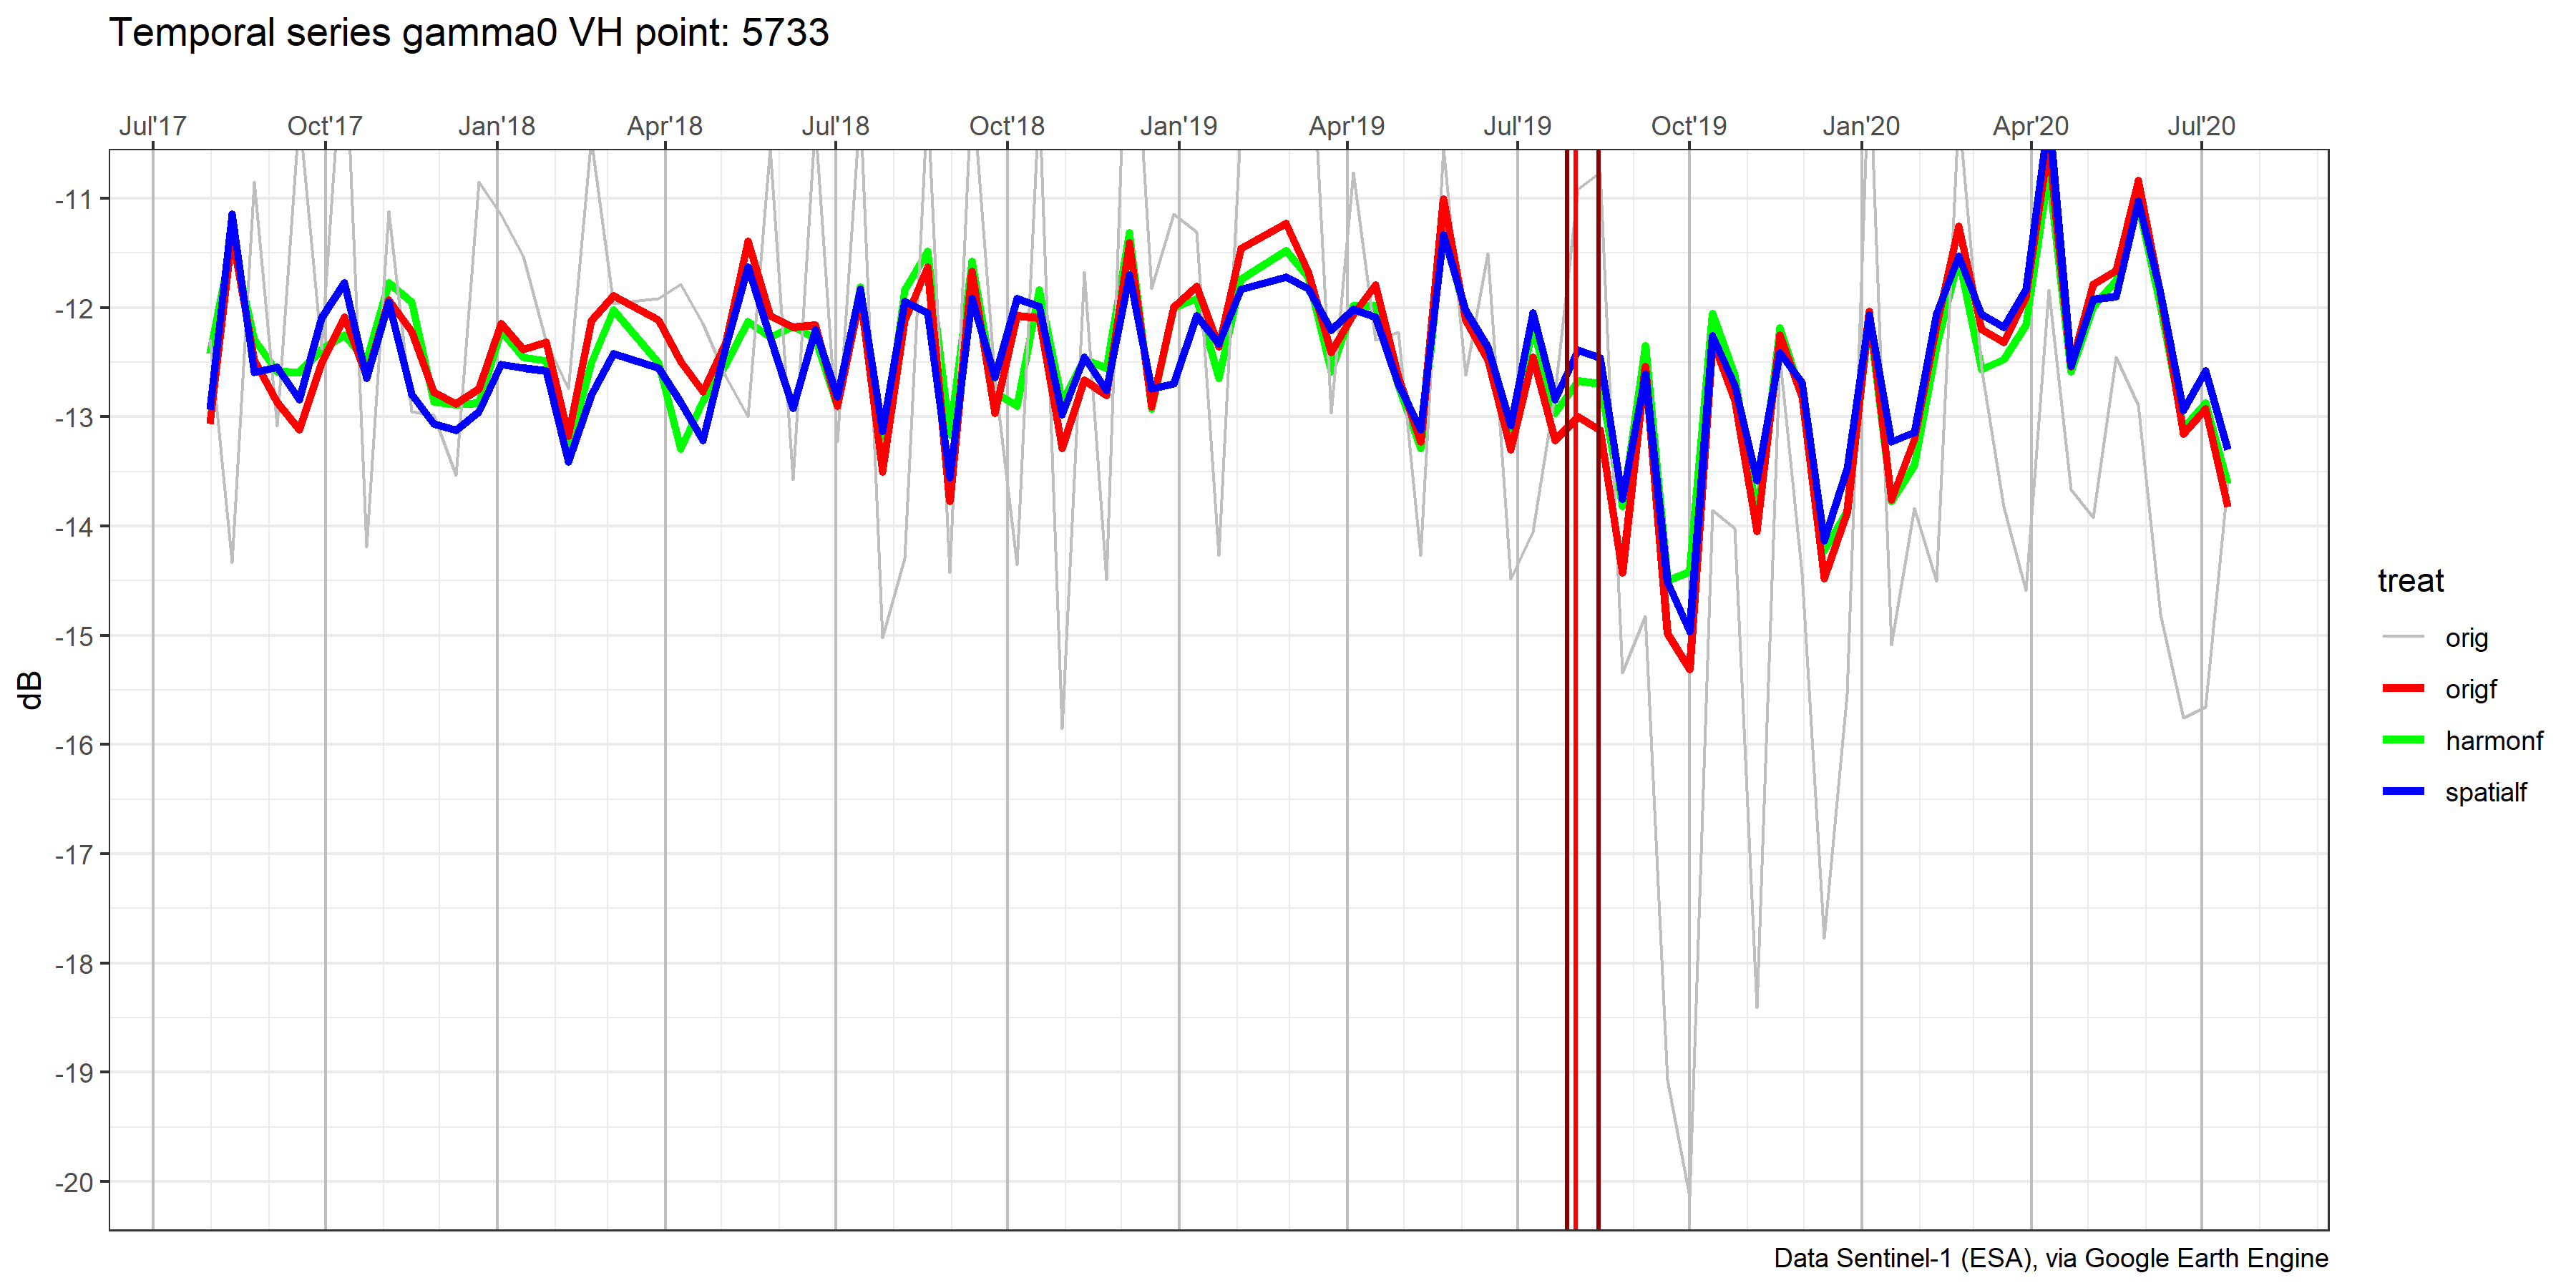 Temporal series gamma0 VH point: 5733
Jul'17 Oct'17 Jan'18 Apr'18 Jul'18 Oct'18 Jan'19 Apr'19 Jul'19 Oct'19 Jan'20 Apr'20 Jul'20
-11
-12
-13
-14
-15
-16
-17
-18
-19
-20
dB
treat
orig
origf
harmonf
spatialf
Data Sentinel-1 (ESA), via Google Earth Engine